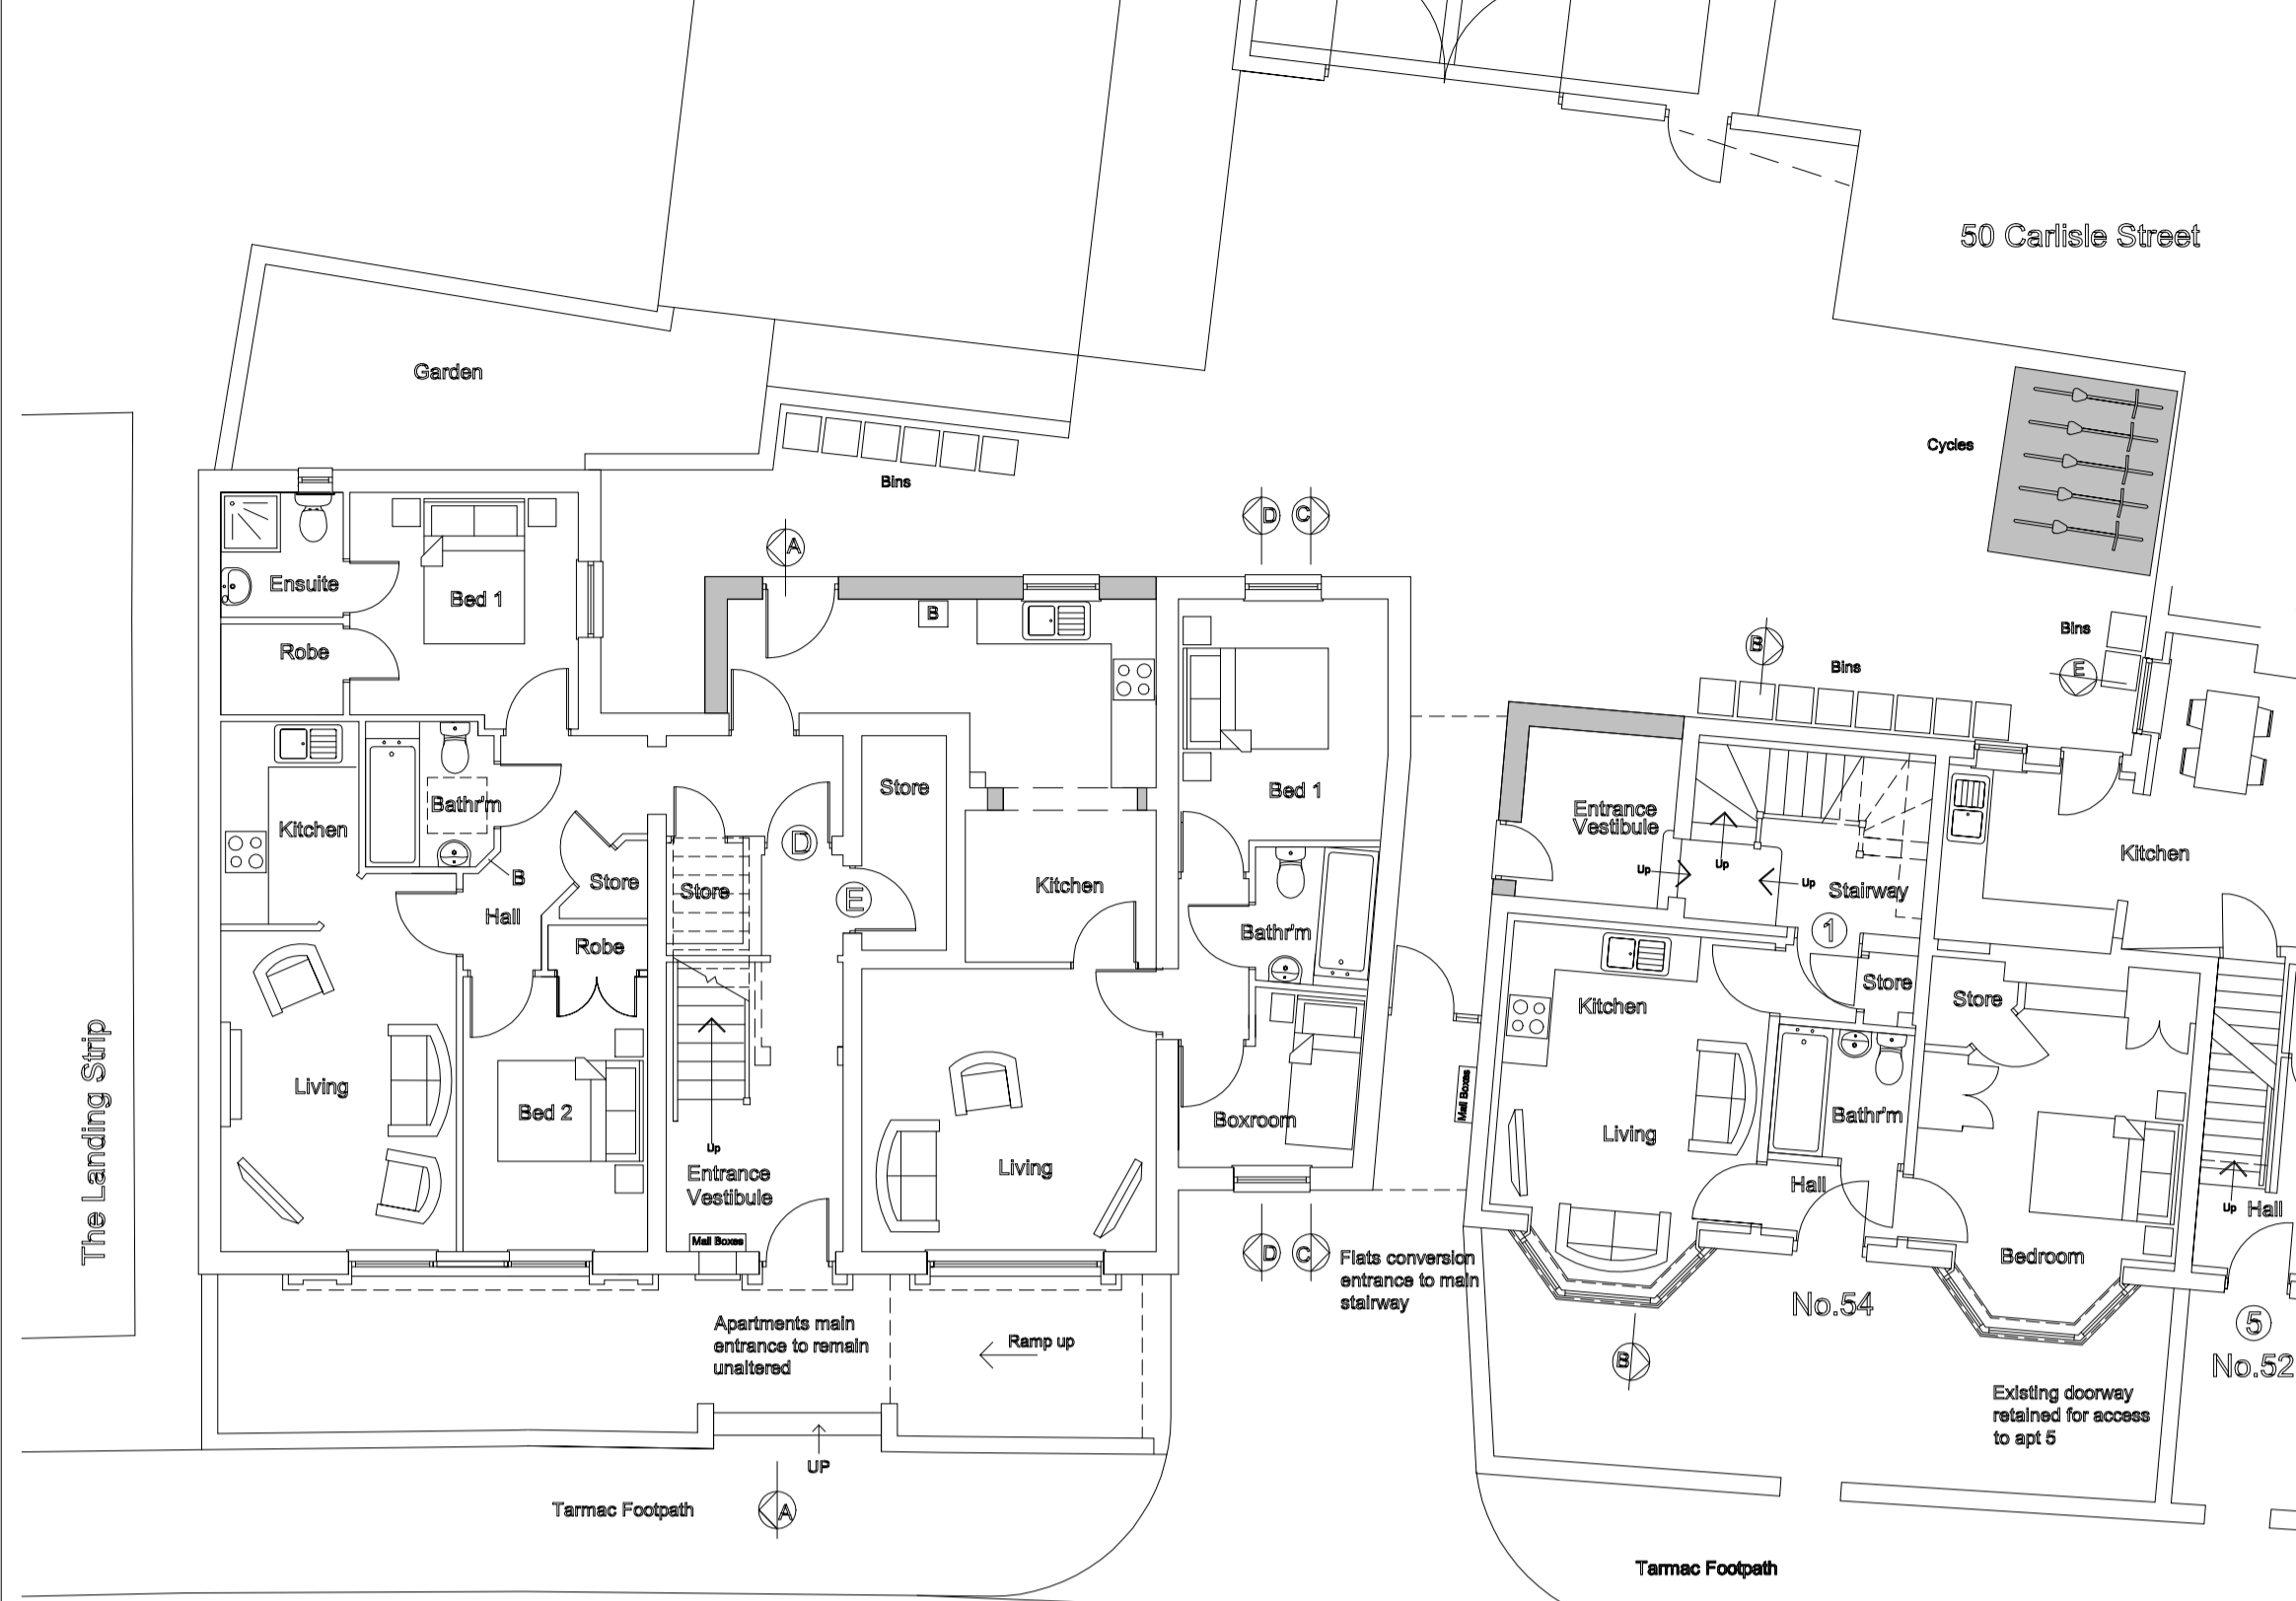 50 Carlisle Street
Garden
Cycles
Bins
D
C
A
Ensuite
Bed 1
B
Robe
Bins
B
Bins
E
Store
Bed 1
Kitchen
Bathr'm
Entrance
Vestibule
D
Up
Up
Up
Kitchen
B
Store
Store
Kitchen
Stairway
E
Hall
Robe
Bathr'm
1
Store
Store
Kitchen
The Landing Strip
Living
Bed 2
Mail Boxes
Boxroom
Living
Bathr'm
Up
Entrance
Vestibule
Living
Hall
Up
Hall
Mail Boxes
D
C
Flats conversion
entrance to main
stairway
Bedroom
No.54
Apartments main
entrance to remain
unaltered
Ramp up
B
5
No.52
Existing doorway
retained for access
to apt 5
UP
Tarmac Footpath
A
Tarmac Footpath